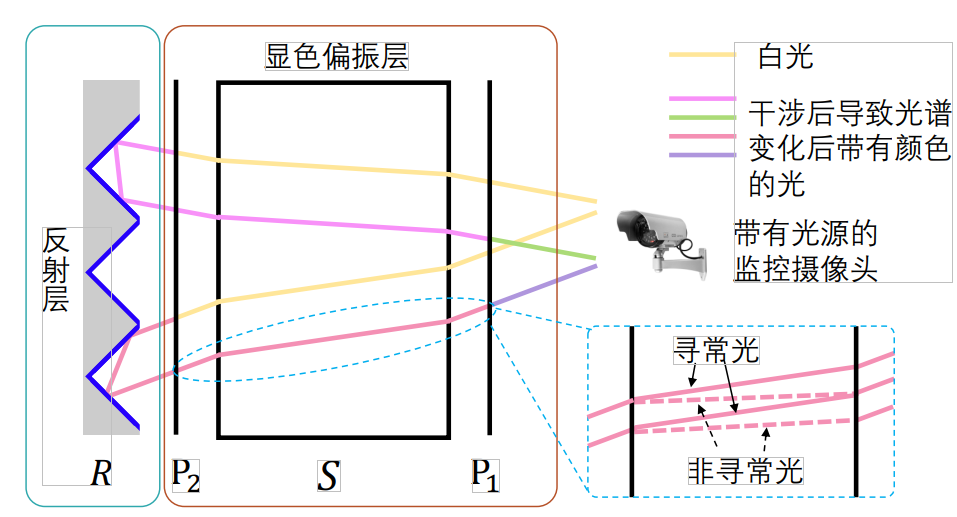 显色偏振层
白光
干涉后导致光谱
变化后带有颜色
的光
带有光源的
监控摄像头
反
射
层
寻常光
非寻常光
R
P2
S
P1